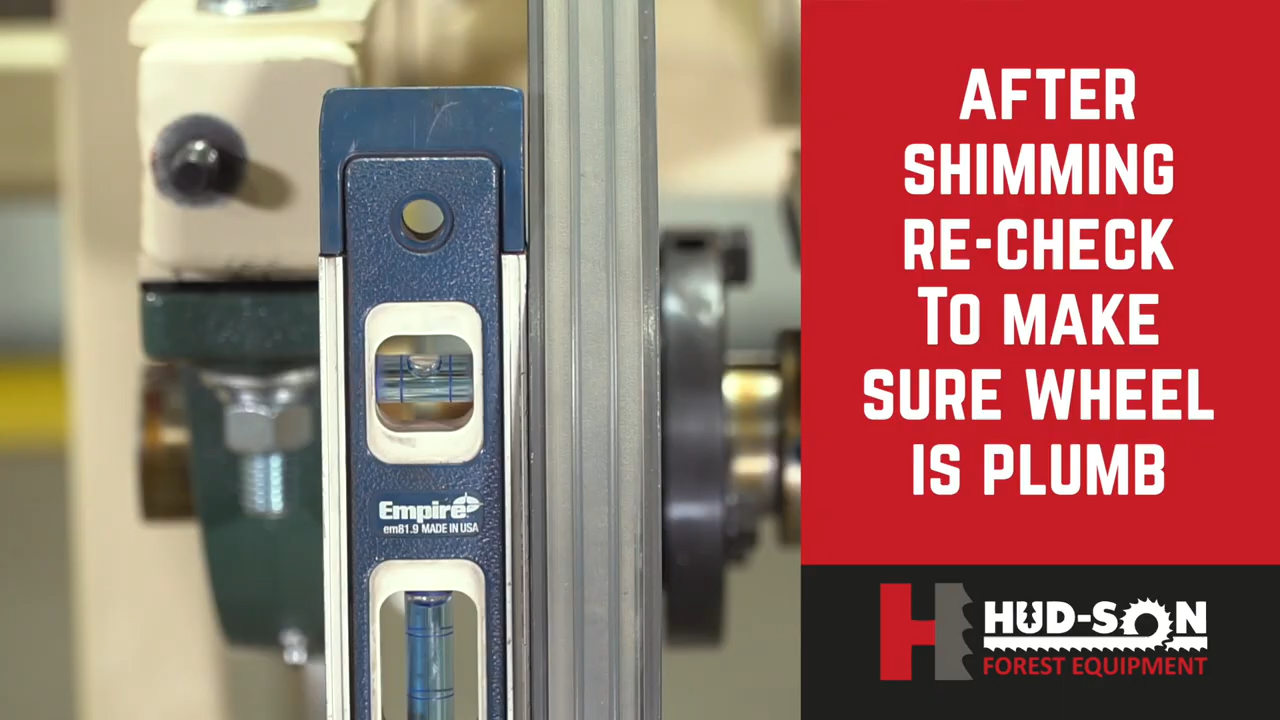 Empire
em81.9 MADE IN USA
AFTER
SHIMMING
RE-CHECK
TO MAKE
SURE WHEEL
IS PLUMB
H
HUD-SON
FOREST EQUIPMENT